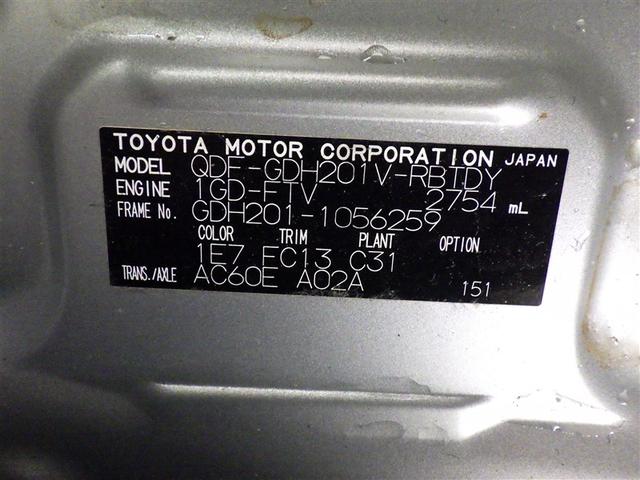 TOYOTA MOTOR CORPORATION JAPAN
MODEL QDF-GDH201V-RBTDY
ENGINE 1GD-FTV 2754 mL
FRAME No. GDH201-1056259
COLOR TRIM PLANT OPTION
1E7 FC13 C31
TRANS./AXLE AC60E A02A 151